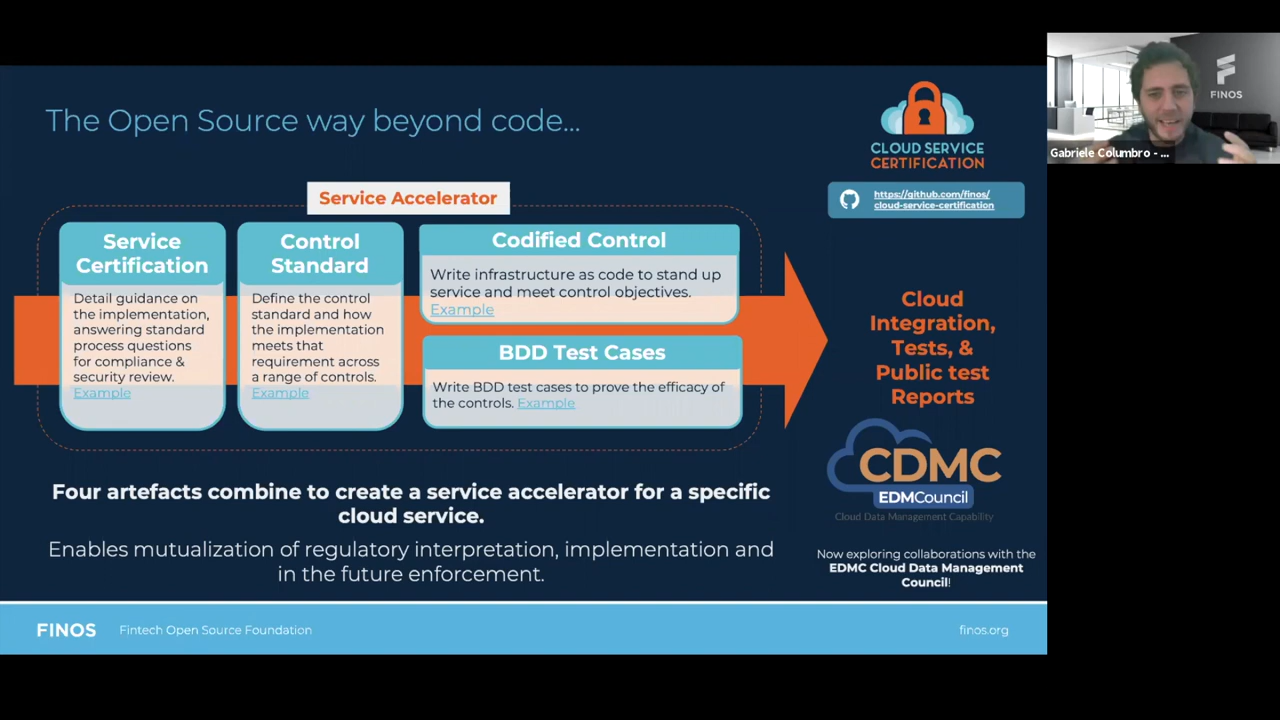 The Open Source way beyond code...
CLOUD SERVICE
CERTIFICATION
https://github.com/finos/
cloud-service-certification
Service Accelerator
Service
Certification
Detail guidance on
the implementation,
answering standard
process questions
for compliance &
security review.
Example
Control
Standard
Define the control
standard and how
the implementation
meets that
requirement across
a range of controls.
Example
Codified Control
Write infrastructure as code to stand up
service and meet control objectives.
Example
BDD Test Cases
Write BDD test cases to prove the efficacy of
the controls. Example
Cloud
Integration,
Tests, &
Public test
Reports
CDMC
EDMCouncil
Cloud Data Management Capability
Now exploring collaborations with the
EDMC Cloud Data Management
Council!
Four artefacts combine to create a service accelerator for a specific
cloud service.
Enables mutualization of regulatory interpretation, implementation and
in the future enforcement.
FINOS Fintech Open Source Foundation
finos.org
FINOS
Gabriele Columbro - ...